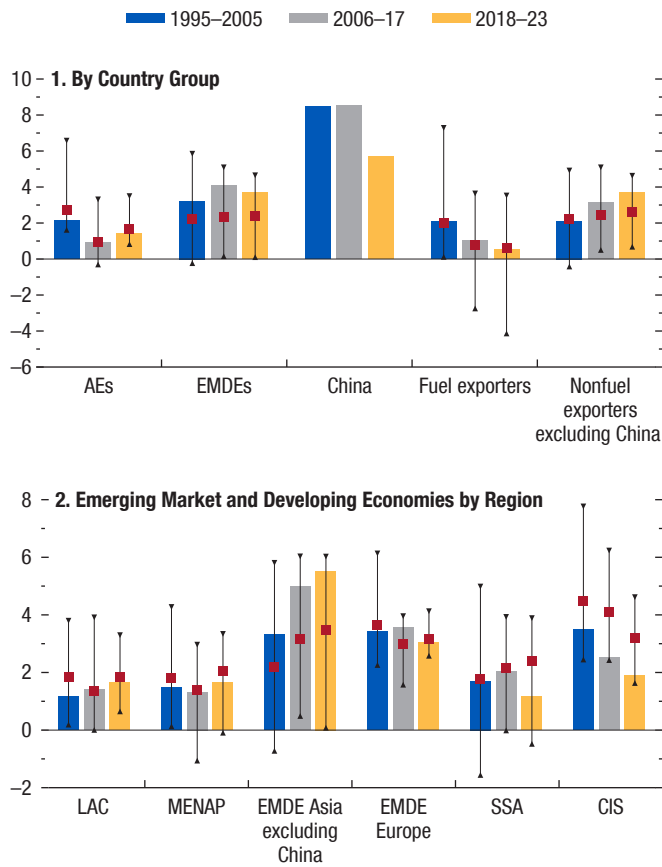 1995–2005 2006–17 2018–23
1. By Country Group
10
8
6
4
2
0
–2
–4
–6
AEs EMDEs China Fuel exporters Nonfuel
exporters
excluding China
2. Emerging Market and Developing Economies by Region
8
6
4
2
0
–2
LAC MENAP EMDE Asia EMDE SSA CIS
excluding Europe
China